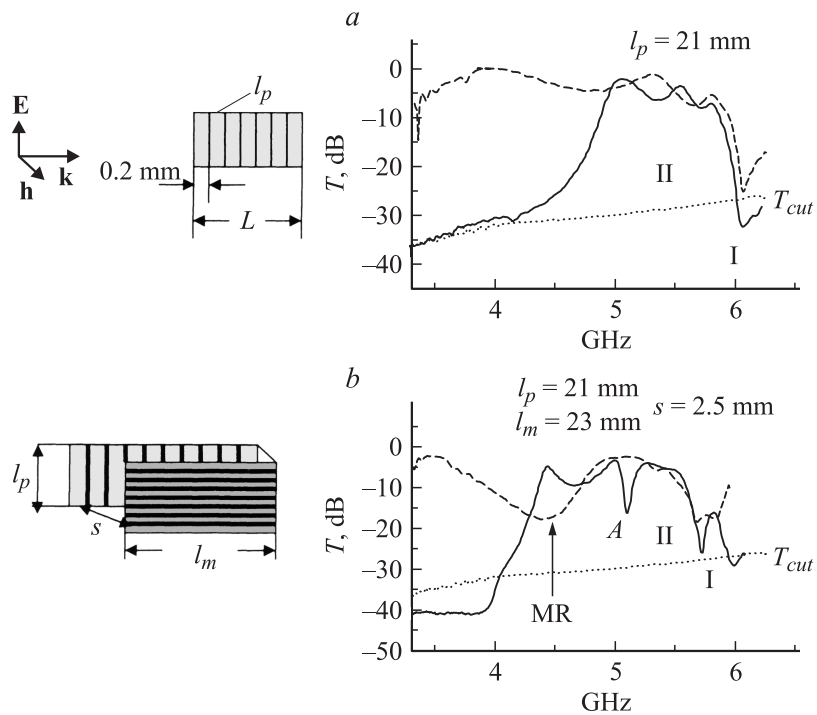 a
l_p = 21 mm
l_p
E
h
k
0.2 mm
L
T, dB
0
–10
–20
–30
–40
II
I
T_cut
4
5
6
GHz
b
l_p = 21 mm
l_m = 23 mm
s = 2.5 mm
l_p
s
l_m
T, dB
0
–10
–20
–30
–40
–50
A
II
I
T_cut
MR
4
5
6
GHz